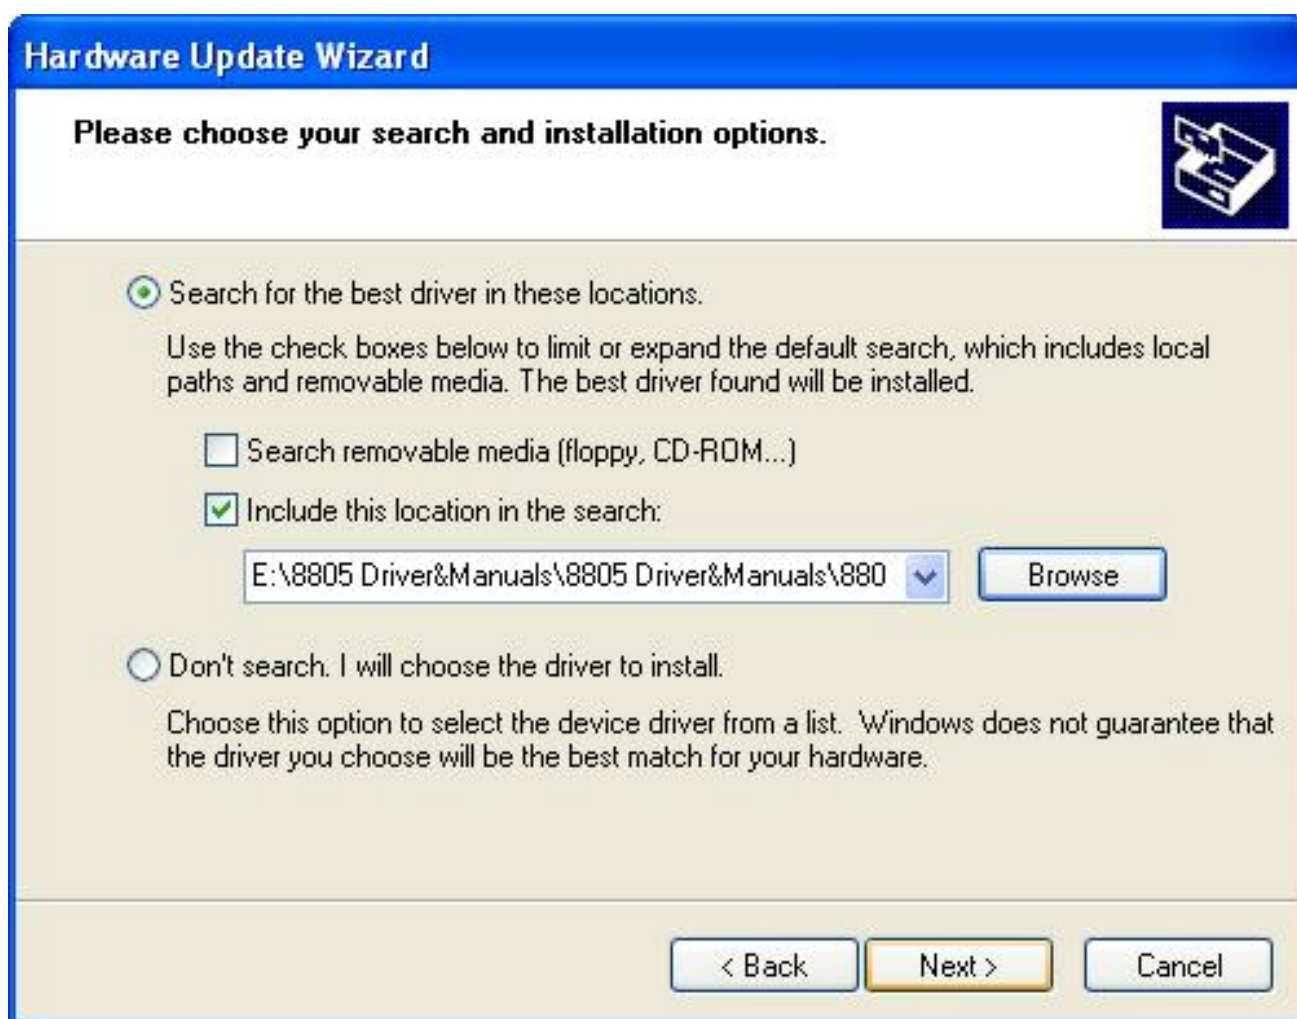 Hardware Update Wizard
Please choose your search and installation options.
Search for the best driver in these locations.
Use the check boxes below to limit or expand the default search, which includes local
paths and removable media. The best driver found will be installed.
Search removable media (floppy, CD-ROM...)
Include this location in the search:
E:\8805 Driver&Manuals\8805 Driver&Manuals\880
Browse
Don't search. I will choose the driver to install.
Choose this option to select the device driver from a list.  Windows does not guarantee that
the driver you choose will be the best match for your hardware.
< Back Next > Cancel